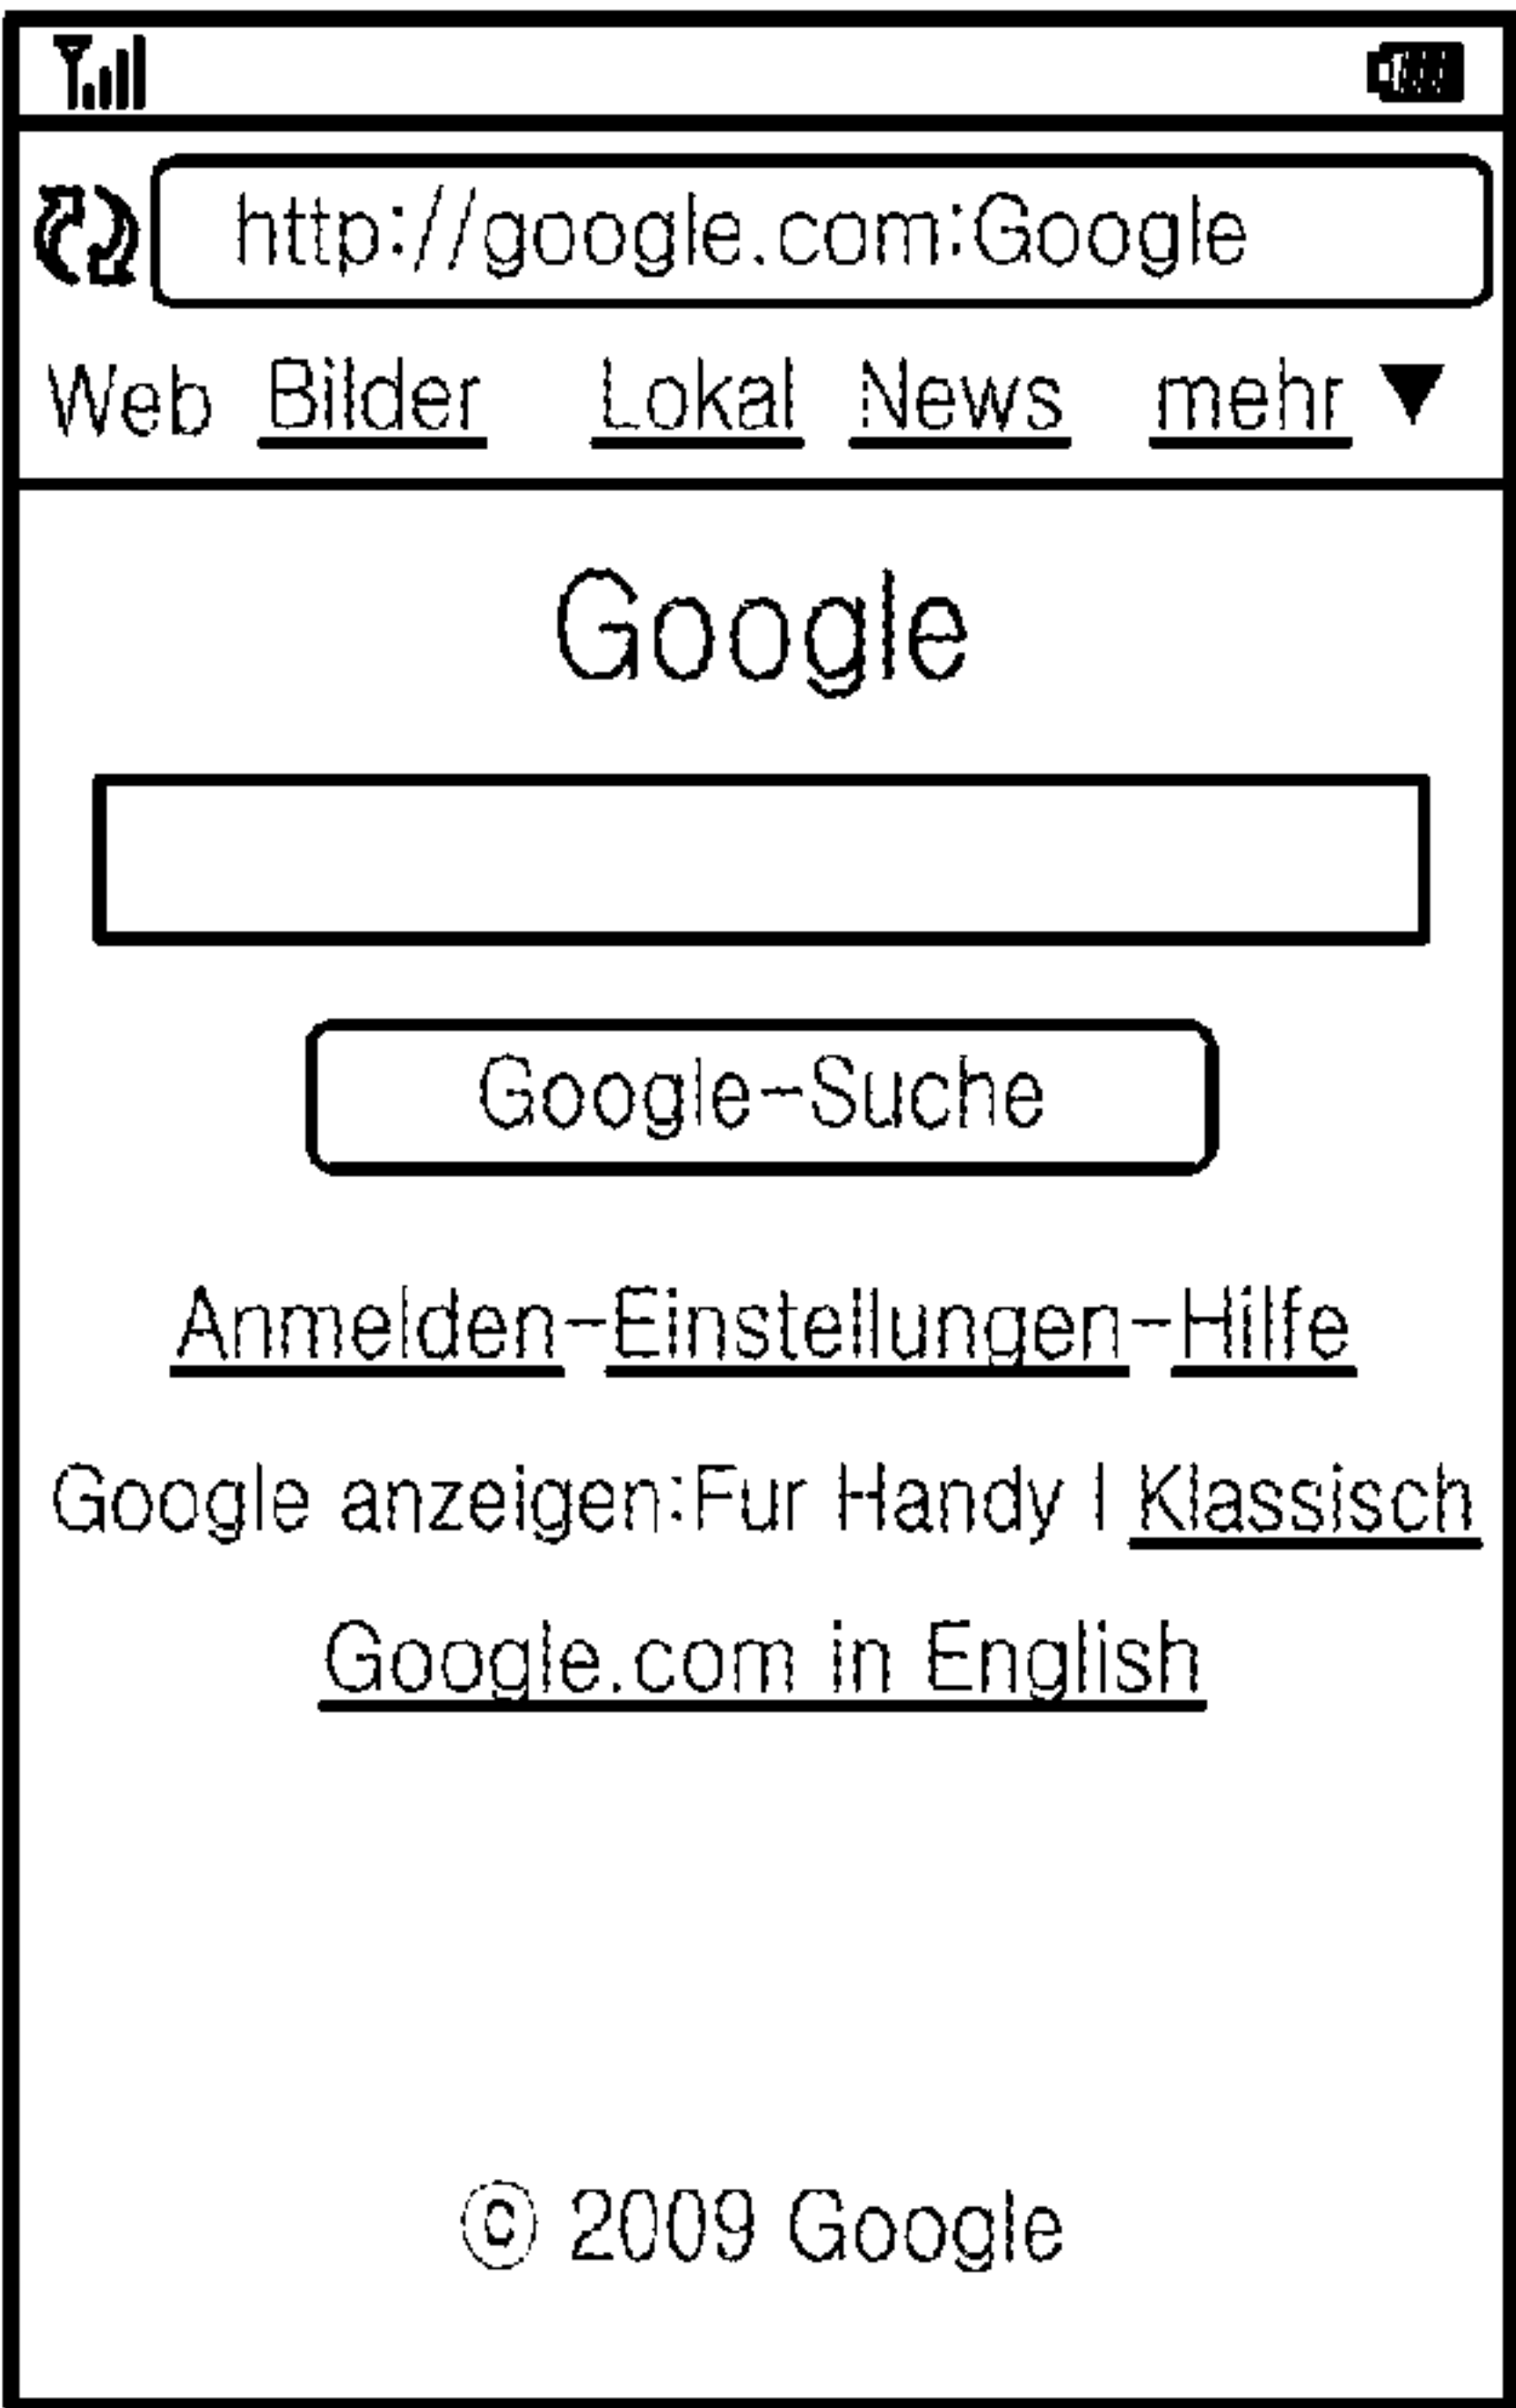 http://google.com:Google
Web Bilder Lokal News mehr ▼
Google
Google-Suche
Anmelden-Einstellungen-Hilfe
Google anzeigen:Fur Handy | Klassisch
Google.com in English
© 2009 Google